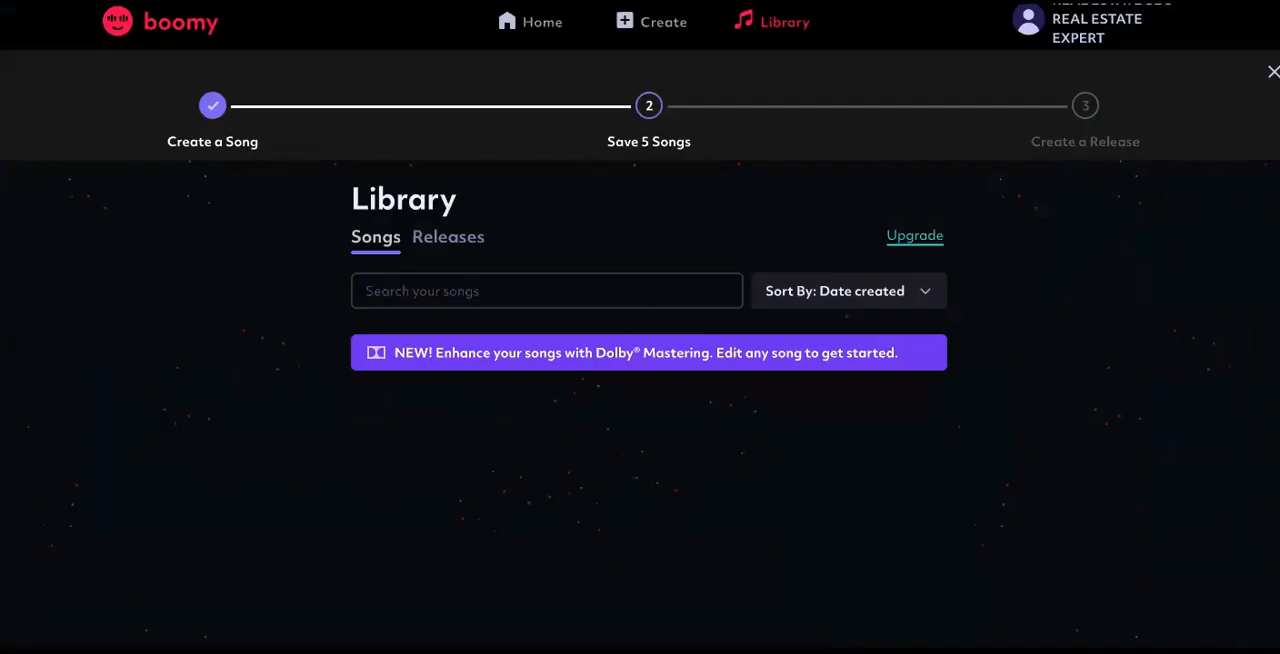 boomy
Home
Create
Library
REAL ESTATE
EXPERT
2
3
Create a Song
Save 5 Songs
Create a Release
Library
Songs
Releases
Upgrade
Search your songs
Sort By: Date created
NEW! Enhance your songs with Dolby® Mastering. Edit any song to get started.